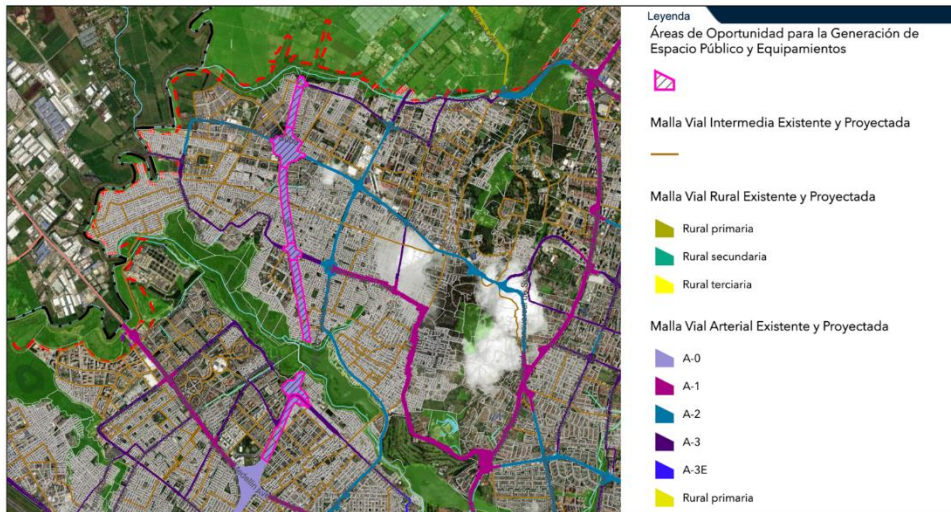 Leyenda
Áreas de Oportunidad para la Generación de
Espacio Público y Equipamientos
Malla Vial Intermedia Existente y Proyectada
Malla Vial Rural Existente y Proyectada
Rural primaria
Rural secundaria
Rural terciaria
Malla Vial Arterial Existente y Proyectada
A-0
A-1
A-2
A-3
A-3E
Rural primaria